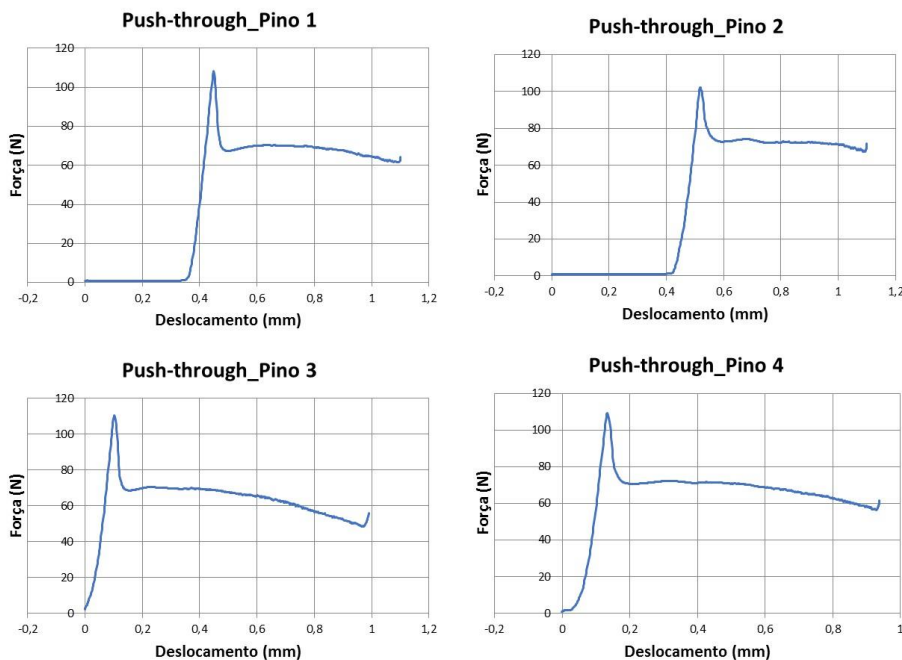 Push-through_Pino 1
120
100
80
60
40
20
0
-0,2 0 0,2 0,4 0,6 0,8 1 1,2
Força (N)
Deslocamento (mm)
Push-through_Pino 2
120
100
80
60
40
20
0
-0,2 0 0,2 0,4 0,6 0,8 1 1,2
Força (N)
Deslocamento (mm)
Push-through_Pino 3
120
100
80
60
40
20
0
-0,2 0 0,2 0,4 0,6 0,8 1 1,2
Força (N)
Deslocamento (mm)
Push-through_Pino 4
120
100
80
60
40
20
0
-0,2 0 0,2 0,4 0,6 0,8 1 1,2
Força (N)
Deslocamento (mm)